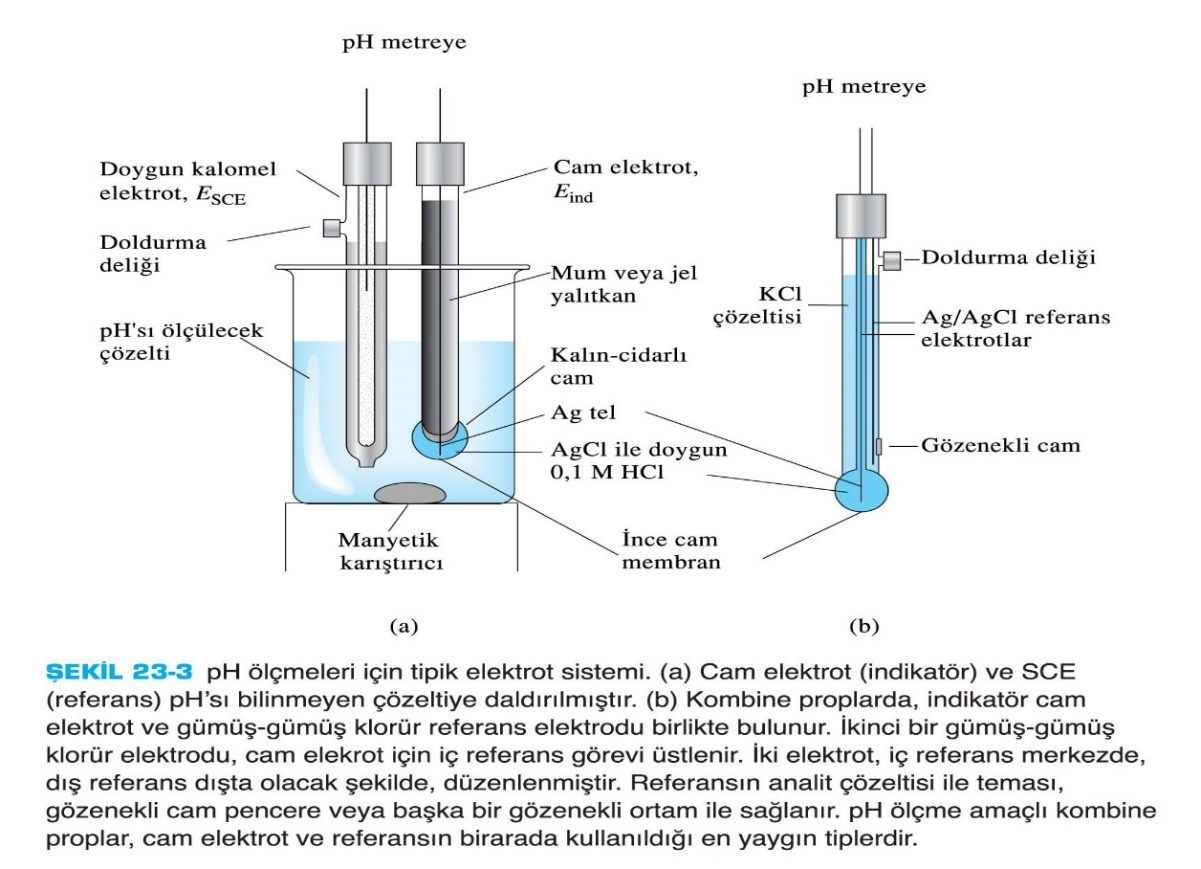 pH metreye
Doygun kalomel
elektrot, ESCE
Doldurma
deliği
pH'sı ölçülecek
çözelti
Cam elektrot,
Eind
Mum veya jel
yalıtkan
Kalın-cidarlı
cam
Ag tel
AgCl ile doygun
0,1 M HCl
Manyetik
karıştırıcı
İnce cam
membran
(a)
pH metreye
KCl
çözeltisi
Doldurma deliği
Ag/AgCl referans
elektrotlar
Gözenekli cam
(b)
ŞEKİL 23-3 pH ölçmeleri için tipik elektrot sistemi. (a) Cam elektrot (indikatör) ve SCE
(referans) pH’sı bilinmeyen çözeltiye daldırılmıştır. (b) Kombine proplarda, indikatör cam
elektrot ve gümüş-gümüş klorür referans elektrodu birlikte bulunur. İkinci bir gümüş-gümüş
klorür elektrodu, cam elekrot için iç referans görevi üstlenir. İki elektrot, iç referans merkezde,
dış referans dışta olacak şekilde, düzenlenmiştir. Referansın analit çözeltisi ile teması,
gözenekli cam pencere veya başka bir gözenekli ortam ile sağlanır. pH ölçme amaçlı kombine
proplar, cam elektrot ve referansın birarada kullanıldığı en yaygın tiplerdir.